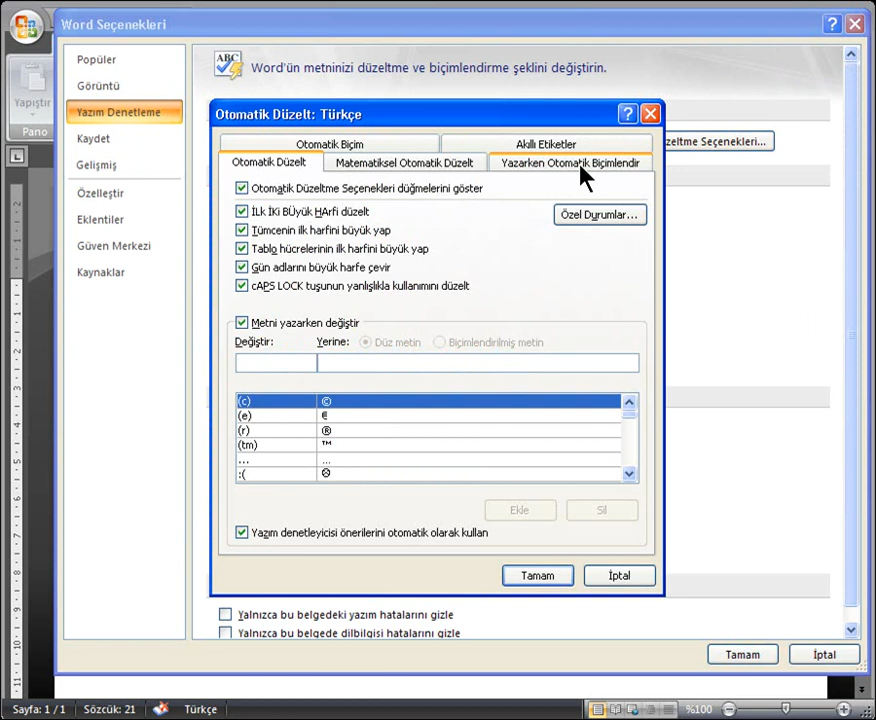 Word Seçenekleri
Popüler
Görüntü
Yazım Denetleme
Kaydet
Gelişmiş
Özelleştir
Eklentiler
Güven Merkezi
Kaynaklar
Yapıştır
Pano
ABC
Word'ün metninizi düzeltme ve biçimlendirme şeklini değiştirin.
zeltme Seçenekleri...
Otomatik Düzelt: Türkçe
Otomatik Biçim
Akıllı Etiketler
Otomatik Düzelt
Matematiksel Otomatik Düzelt
Yazarken Otomatik Biçimlendir
Otomatik Düzeltme Seçenekleri düğmelerini göster
İLk İKi BÜyük HArfi düzelt
Özel Durumlar...
Tümcenin ilk harfini büyük yap
Tablo hücrelerinin ilk harfini büyük yap
Gün adlarını büyük harfe çevir
cAPS LOCK tuşunun yanlışlıkla kullanımını düzelt
Metni yazarken değiştir
Değiştir: Yerine: Düz metin Biçimlendirilmiş metin
(c) ©
(e) €
(r) ®
(tm) ™
... …
:( ☹
Ekle Sil
Yazım denetleyicisi önerilerini otomatik olarak kullan
Tamam İptal
Yalnızca bu belgedeki yazım hatalarını gizle
Yalnızca bu belgede dilbilgisi hatalarını gizle
Tamam İptal
Sayfa: 1 / 1 Sözcük: 21 Türkçe %100